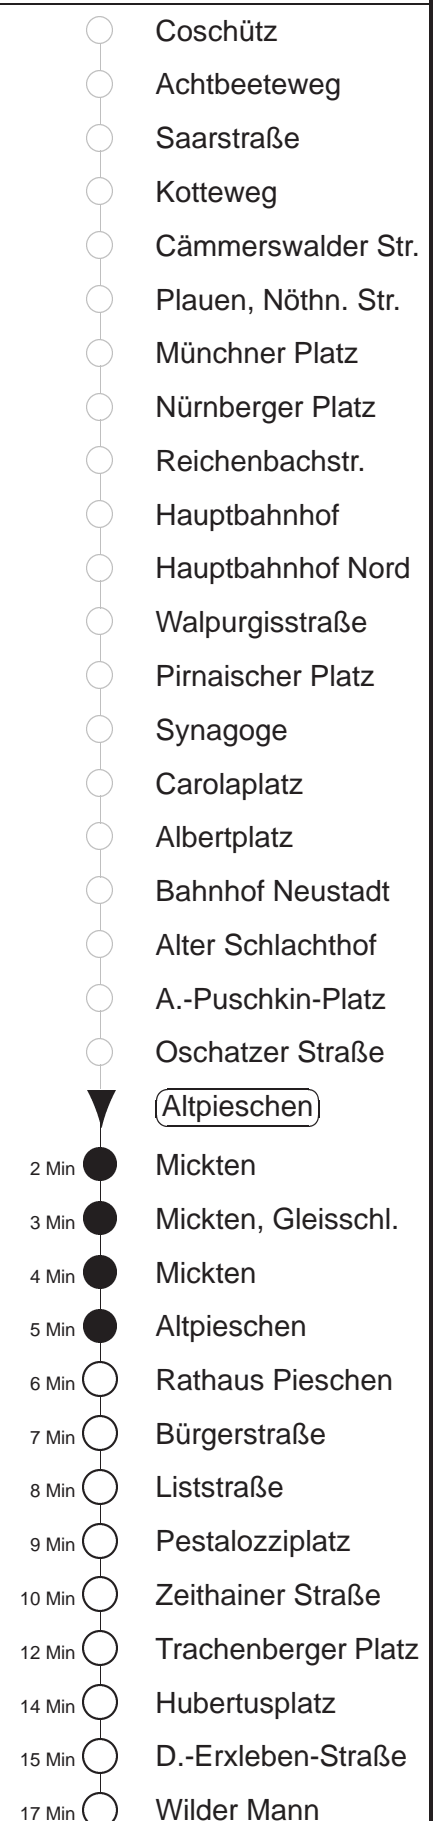 Coschütz
Achtbeeteweg
Saarstraße
Kotteweg
Cämmerswalder Str.
Plauen, Nöthn. Str.
Münchner Platz
Nürnberger Platz
Reichenbachstr.
Hauptbahnhof
Hauptbahnhof Nord
Walpurgisstraße
Pirnaischer Platz
Synagoge
Carolaplatz
Albertplatz
Bahnhof Neustadt
Alter Schlachthof
A.-Puschkin-Platz
Oschatzer Straße
Altpieschen
2 Min Mickten
3 Min Mickten, Gleisschl.
4 Min Mickten
5 Min Altpieschen
6 Min Rathaus Pieschen
7 Min Bürgerstraße
8 Min Liststraße
9 Min Pestalozziplatz
10 Min Zeithainer Straße
12 Min Trachenberger Platz
14 Min Hubertusplatz
15 Min D.-Erxleben-Straße
17 Min Wilder Mann